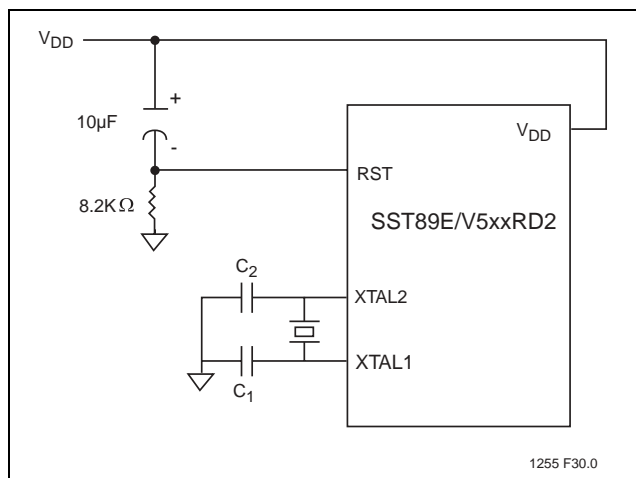 VDD
+
10µF
-
VDD
RST
8.2KΩ
SST89E/V5xxRD2
C2
XTAL2
XTAL1
C1
1255 F30.0